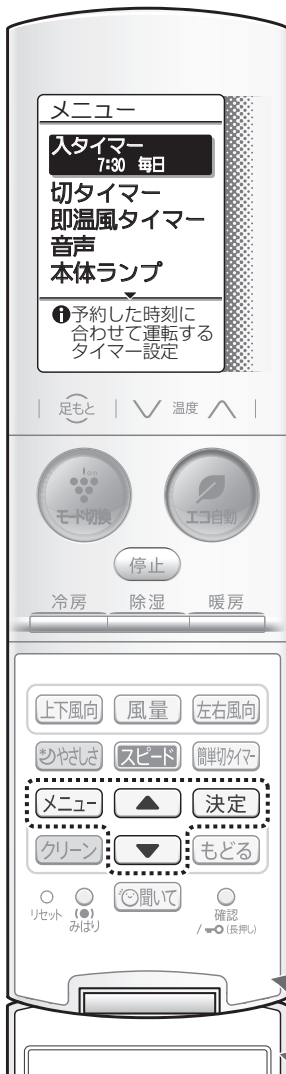 メニュー
入タイマー
7:30 毎日
切タイマー
即温風タイマー
音声
本体ランプ
❶予約した時刻に
合わせて運転する
タイマー設定
足もと 温度
ion
モード切換 エコ自動
停止
冷房 除湿 暖房
上下風向 風量 左右風向
やさしさ スピード 簡単切タイマー
メニュー ▲ 決定
クリーン ▼ もどる
リセット みはり 聞いて 確認
/ (長押し)